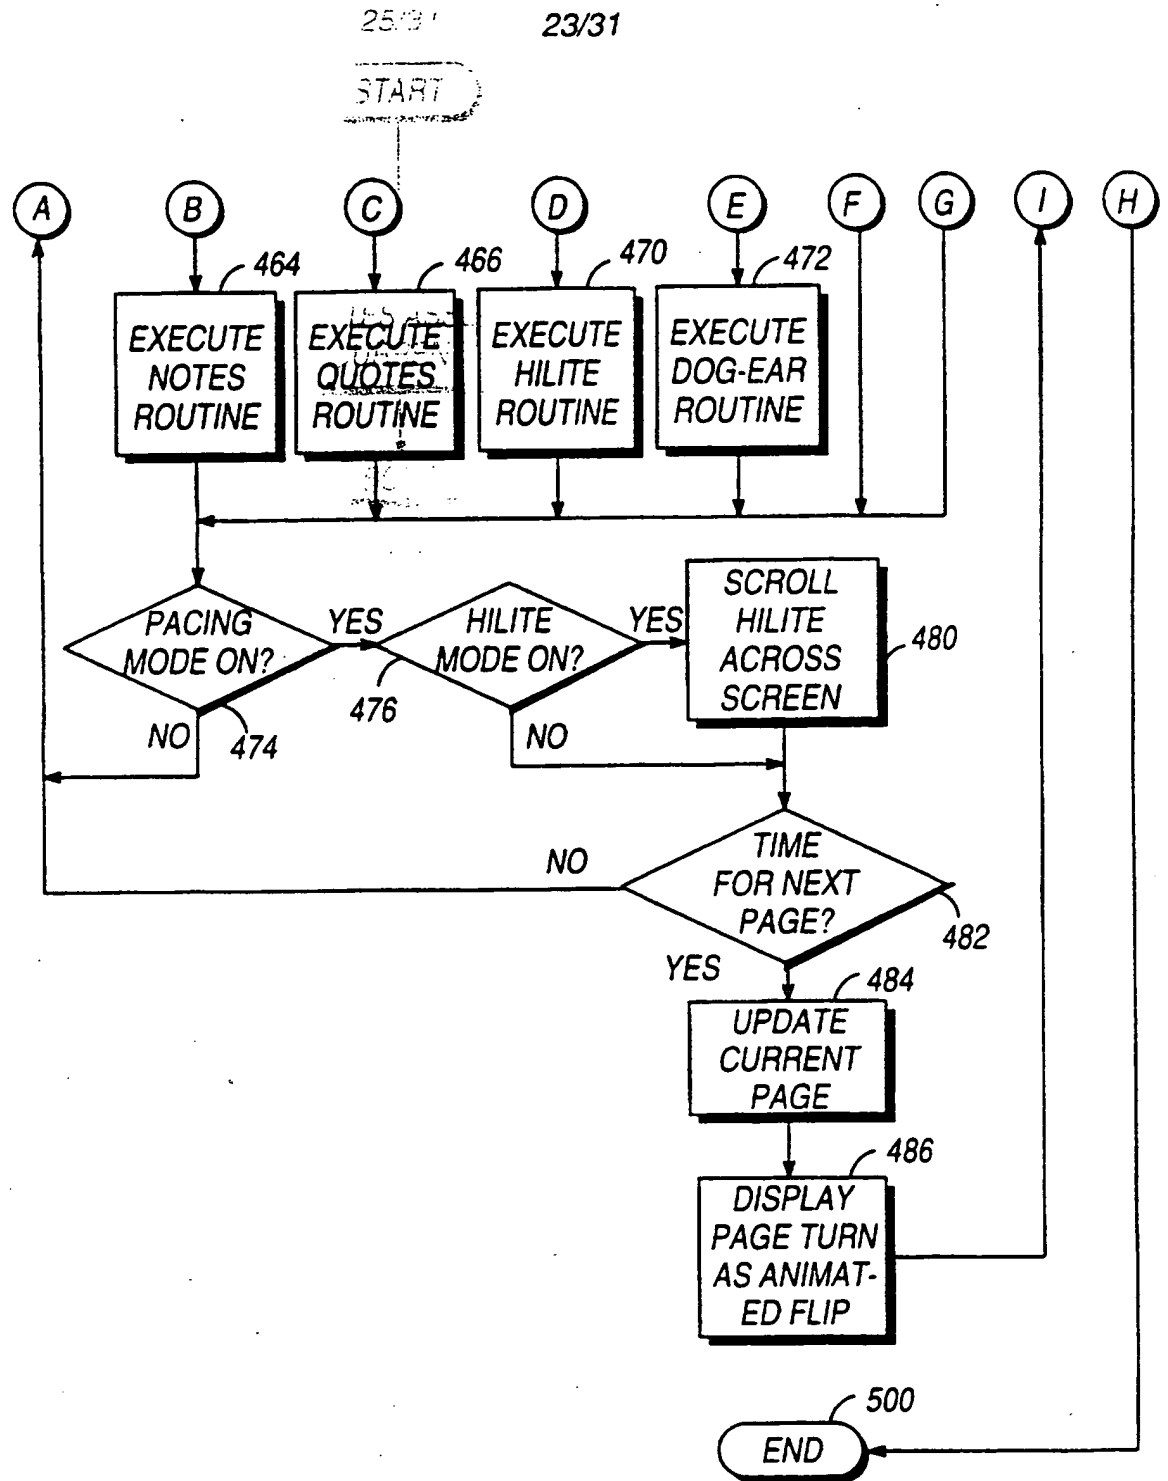 25/31 23/31
START
A B C D E F G I H
464 466 470 472
EXECUTE
NOTES
ROUTINE
EXECUTE
QUOTES
ROUTINE
EXECUTE
HILITE
ROUTINE
EXECUTE
DOG-EAR
ROUTINE
PACING
MODE ON?
YES
NO
474
HILITE
MODE ON?
YES
476
NO
SCROLL
HILITE
ACROSS
SCREEN
480
TIME
FOR NEXT
PAGE?
NO
482
YES
484
UPDATE
CURRENT
PAGE
486
DISPLAY
PAGE TURN
AS ANIMAT-
ED FLIP
500
END